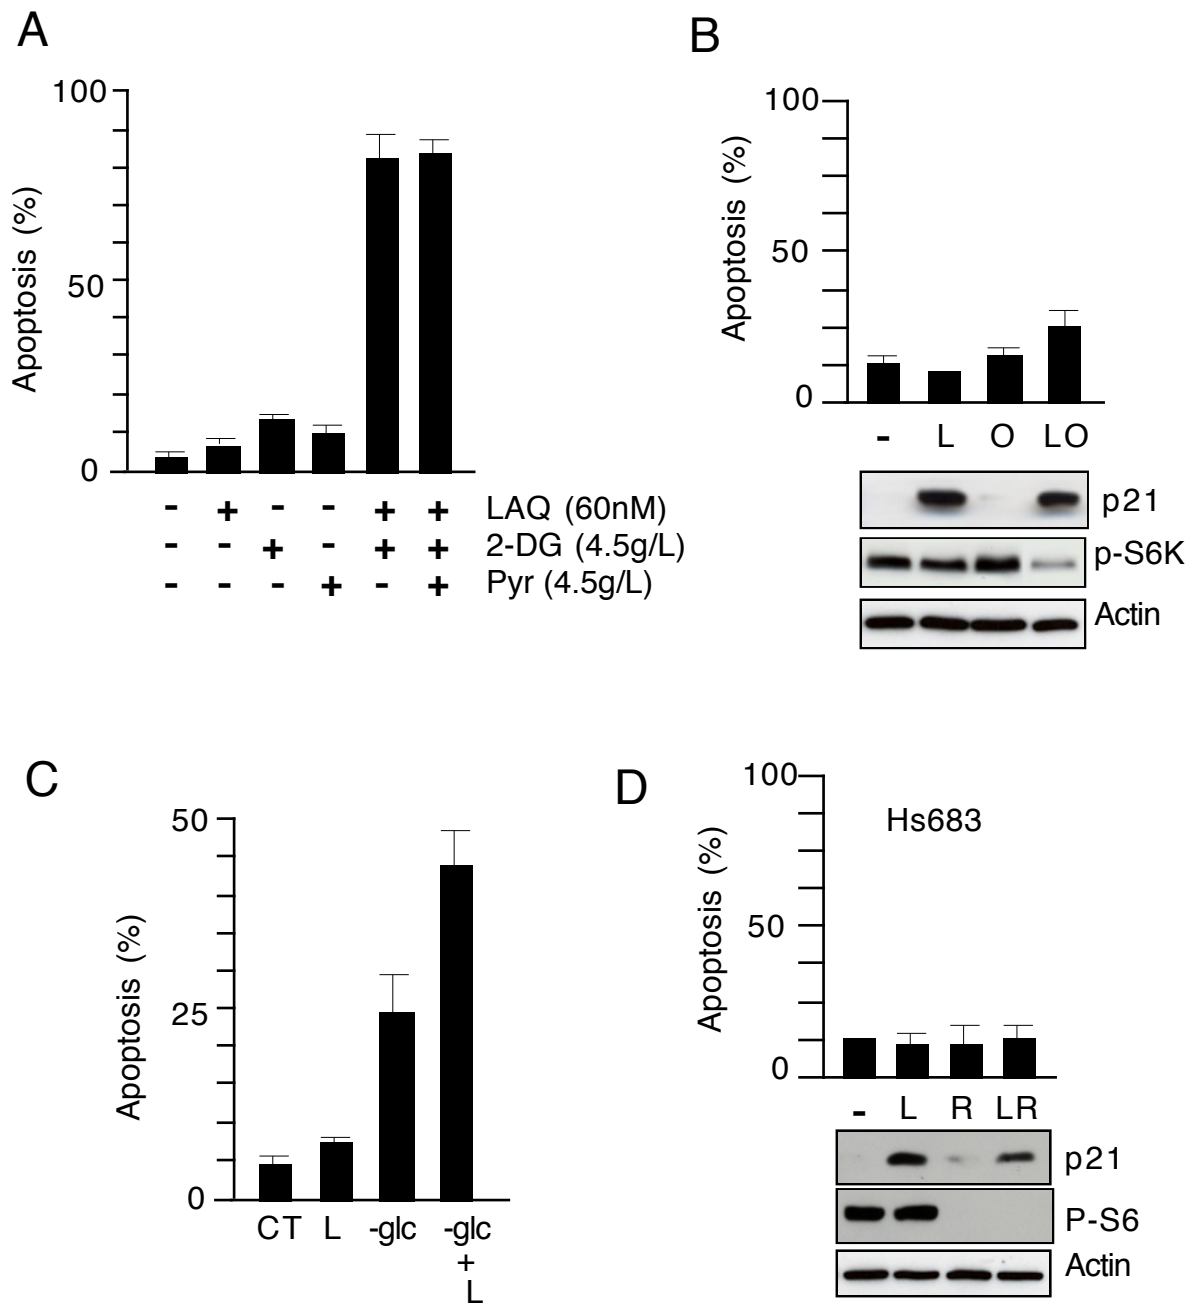 A
100
50
0
Apoptosis (%)
- + - - + + LAQ (60nM)
- - + - + + 2-DG (4.5g/L)
- - - + - + Pyr (4.5g/L)
B
100
50
0
Apoptosis (%)
- L O LO
p21
p-S6K
Actin
C
50
25
0
Apoptosis (%)
CT L -glc -glc
+
L
D
100
50
0
Apoptosis (%)
Hs683
- L R LR
p21
P-S6
Actin